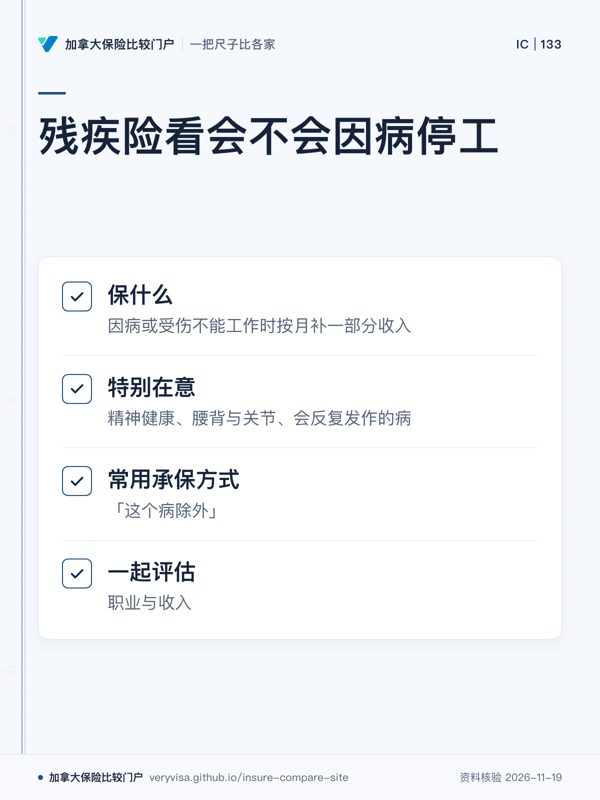 加拿大保险比较门户 | 一把尺子比各家
IC | 133
残疾险看会不会因病停工
保什么
因病或受伤不能工作时按月补一部分收入
特别在意
精神健康、腰背与关节、会反复发作的病
常用承保方式
「这个病除外」
一起评估
职业与收入
加拿大保险比较门户 veryvisa.github.io/insure-compare-site
资料核验 2026-11-19